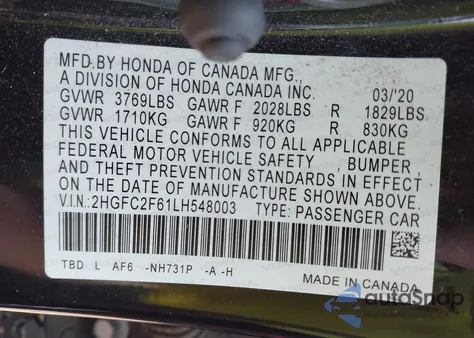 MFD.BY HONDA OF CANADA MFG.,
A DIVISION OF HONDA CANADA INC. 03/'20
GVWR 3769LBS GAWR F 2028LBS R 1829LBS
GVWR 1710KG GAWR F 920KG R 830KG
THIS VEHICLE CONFORMS TO ALL APPLICABLE
FEDERAL MOTOR VEHICLE SAFETY , BUMPER ,
AND THEFT PREVENTION STANDARDS IN EFFECT
ON THE DATE OF MANUFACTURE SHOWN ABOVE.
V.I.N.:2HGFC2F61LH548003 TYPE: PASSENGER CAR
TBD L AF6 -NH731P -A -H
MADE IN CANADA
autoSnap